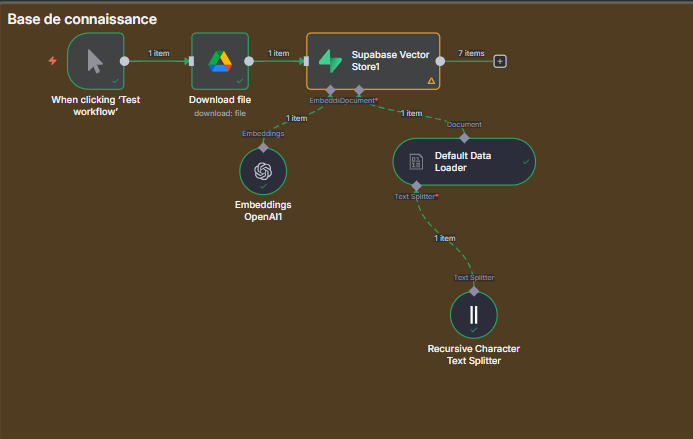 Base de connaissance
1 item
1 item
7 items
Supabase Vector
Store1
When clicking ‘Test
workflow’
Download file
download: file
Embeddi
Document*
1 item
1 item
Embeddings
Document
Default Data
Loader
Embeddings
OpenAI1
Text Splitter*
1 item
Text Splitter
Recursive Character
Text Splitter